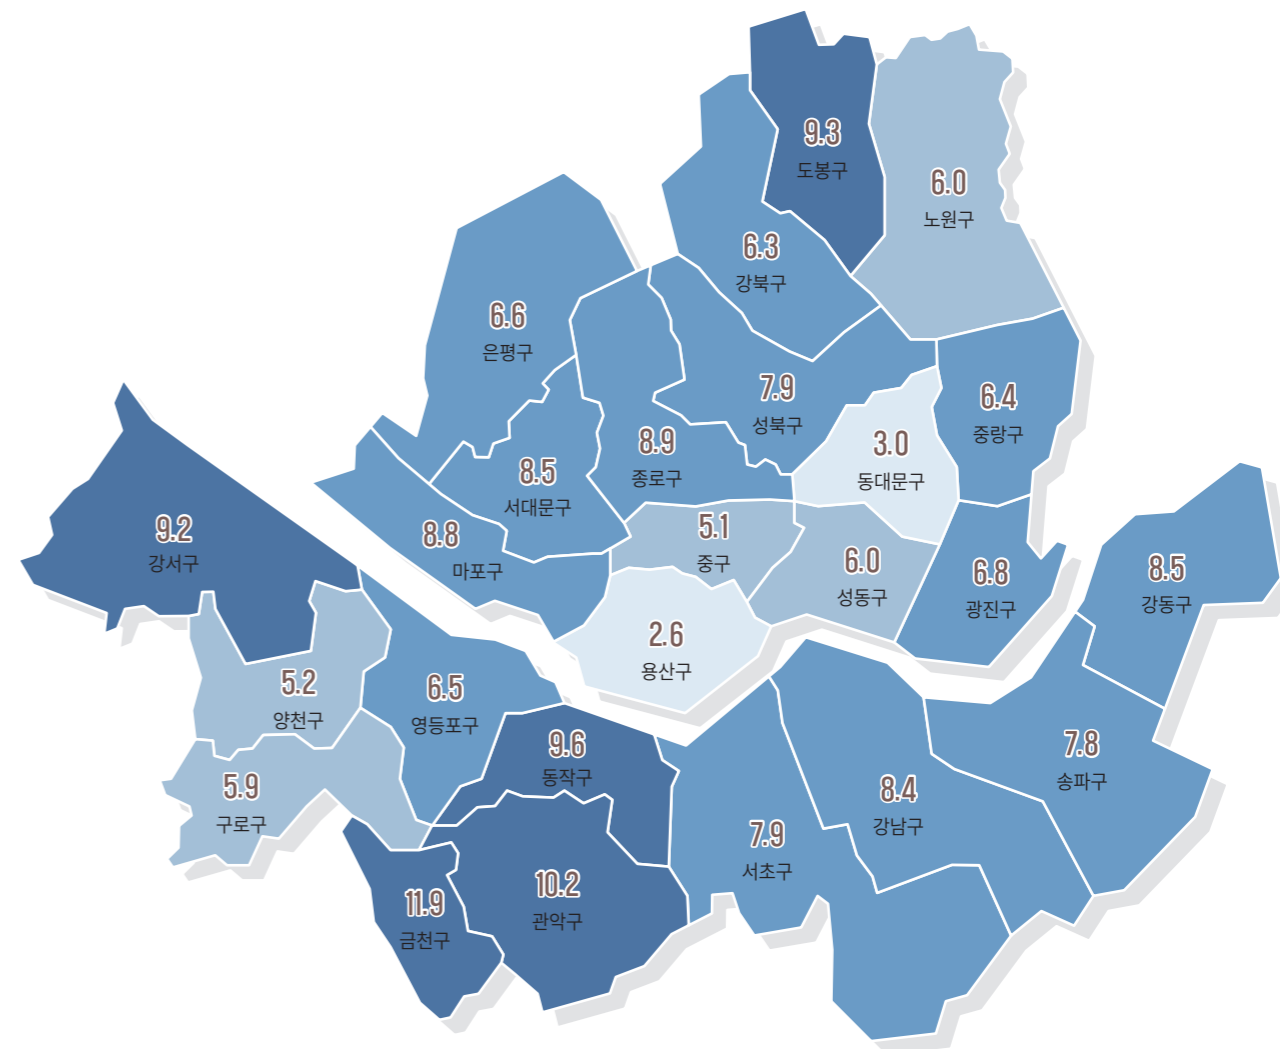 9.3
도봉구
6.0
노원구
6.3
강북구
6.6
은평구
7.9
성북구
6.4
중랑구
8.9
종로구
3.0
동대문구
8.5
서대문구
9.2
강서구
8.8
마포구
5.1
중구
6.0
성동구
6.8
광진구
8.5
강동구
2.6
용산구
5.2
양천구
6.5
영등포구
9.6
동작구
7.8
송파구
5.9
구로구
8.4
강남구
7.9
서초구
10.2
관악구
11.9
금천구